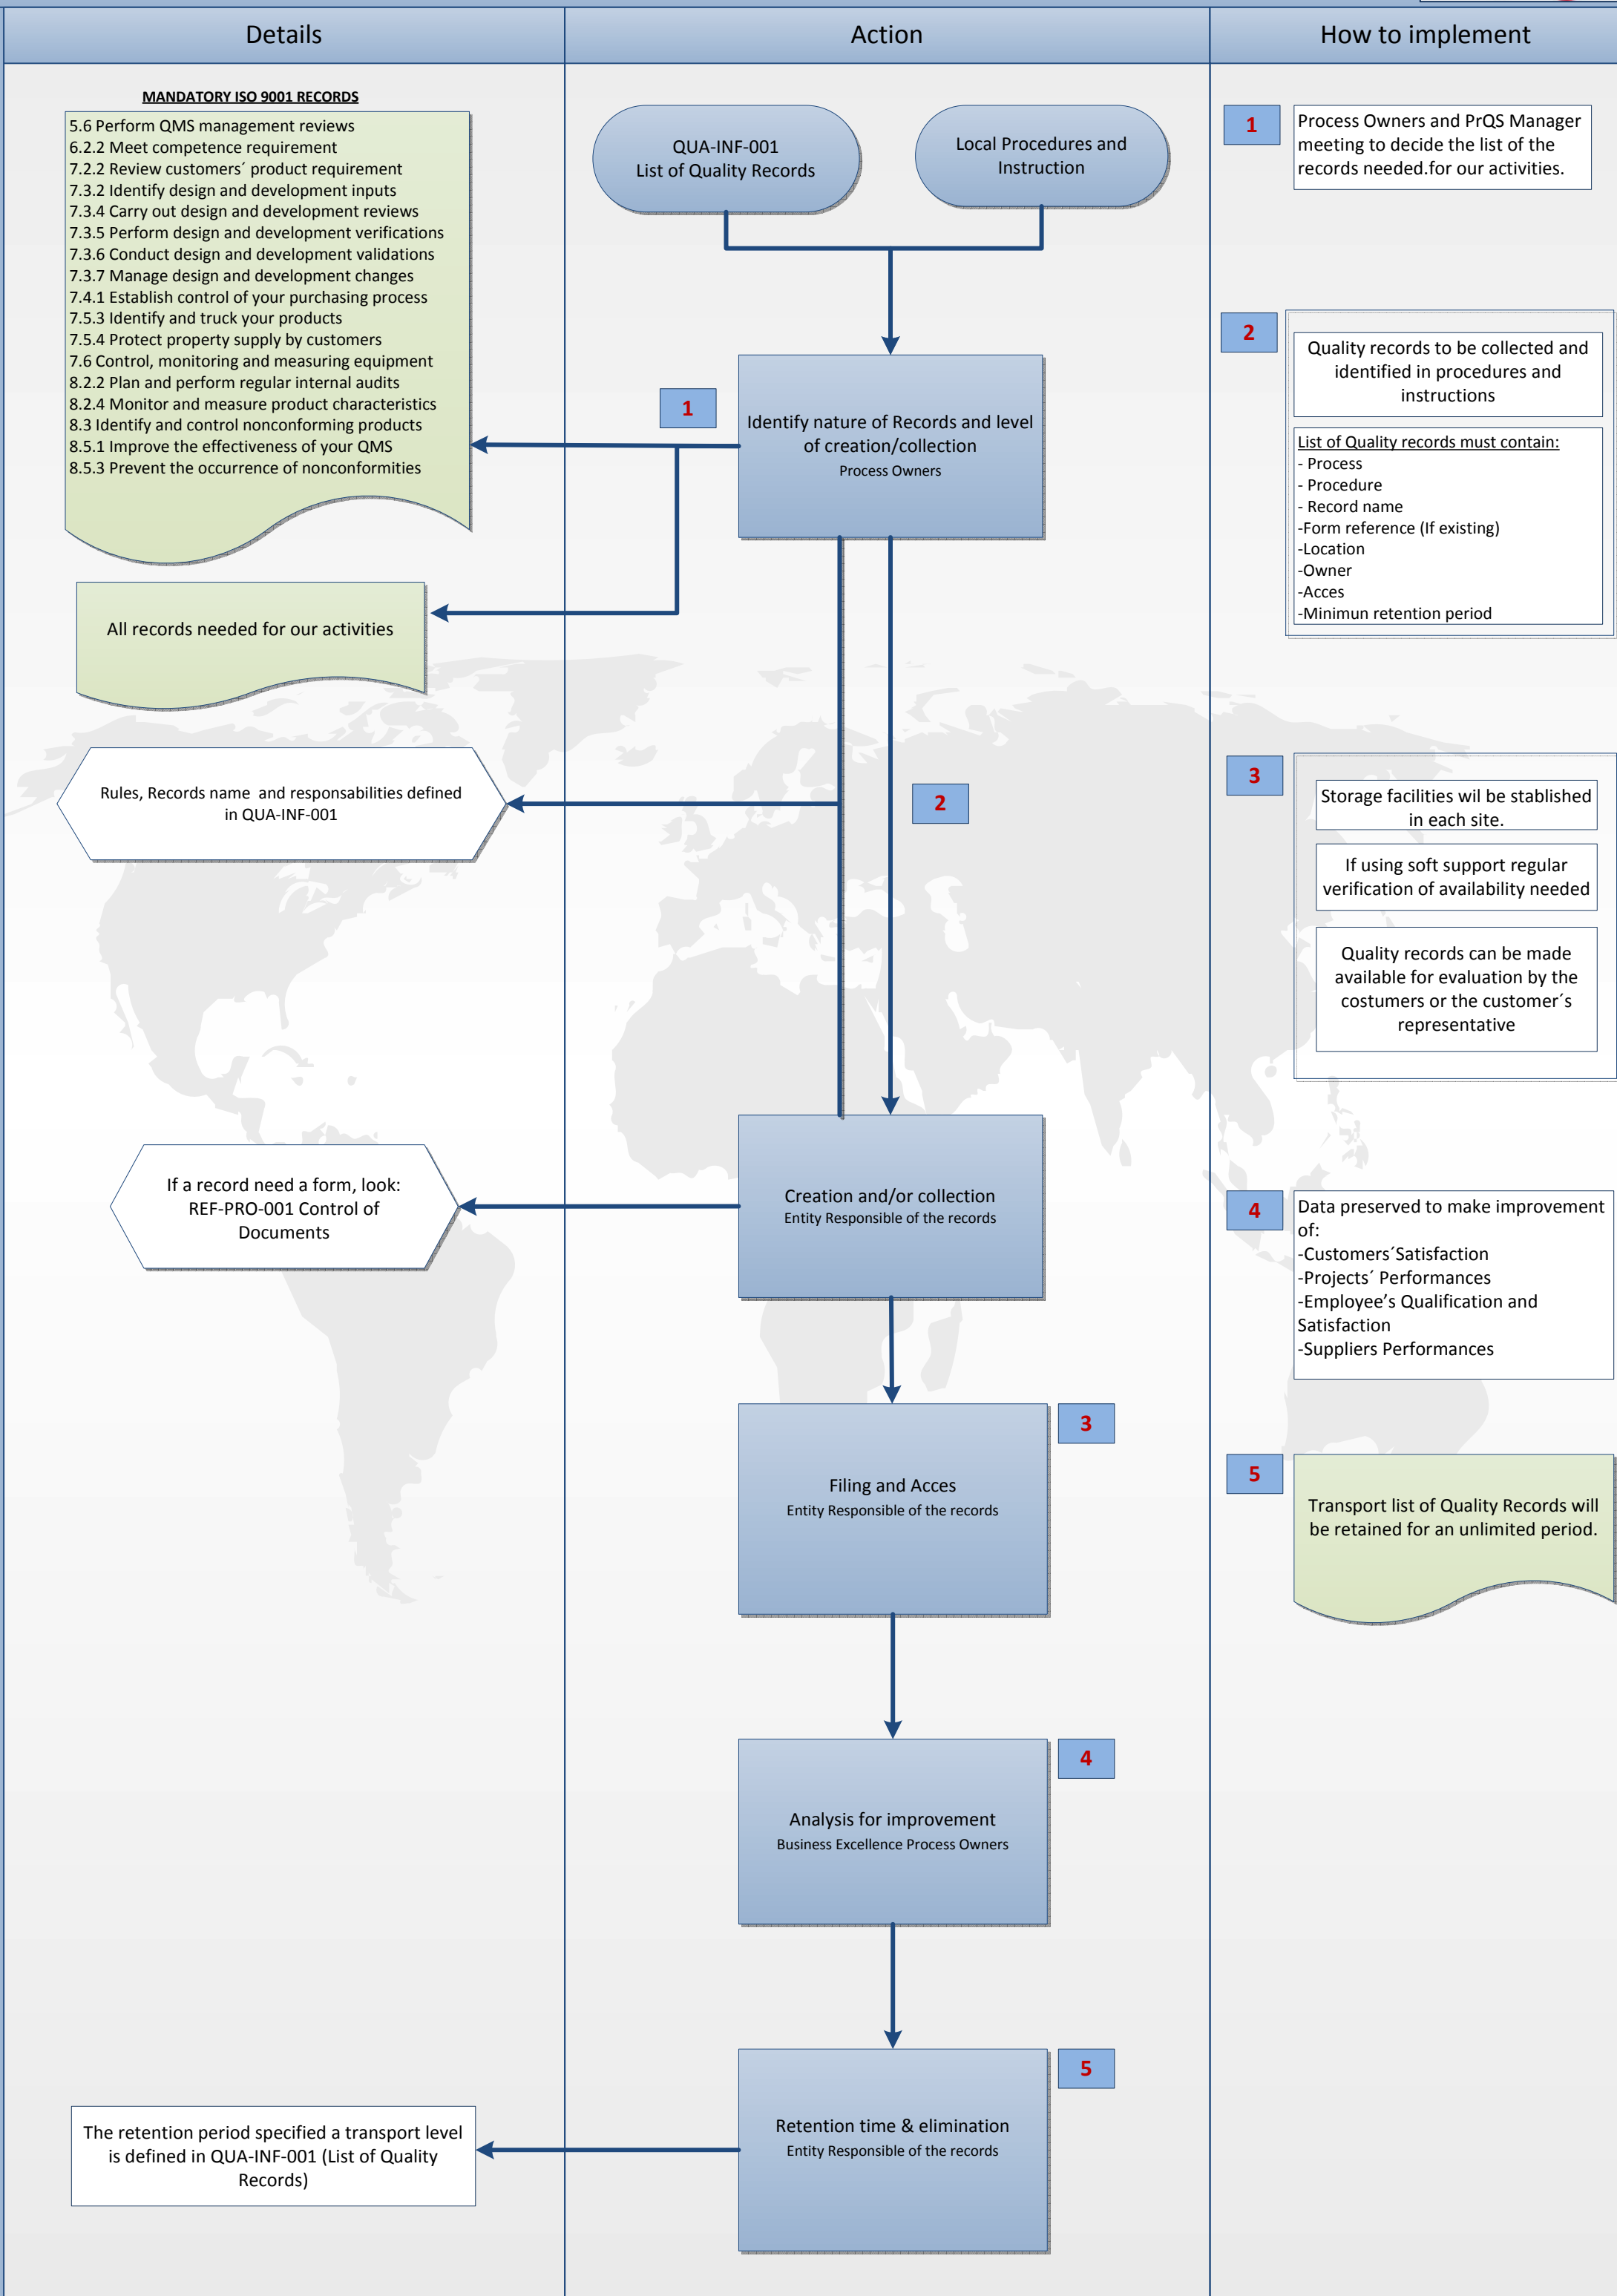 Details
Action
How to implement
MANDATORY ISO 9001 RECORDS
5.6 Perform QMS management reviews
6.2.2 Meet competence requirement
7.2.2 Review customers´ product requirement
7.3.2 Identify design and development inputs
7.3.4 Carry out design and development reviews
7.3.5 Perform design and development verifications
7.3.6 Conduct design and development validations
7.3.7 Manage design and development changes
7.4.1 Establish control of your purchasing process
7.5.3 Identify and truck your products
7.5.4 Protect property supply by customers
7.6 Control, monitoring and measuring equipment
8.2.2 Plan and perform regular internal audits
8.2.4 Monitor and measure product characteristics
8.3 Identify and control nonconforming products
8.5.1 Improve the effectiveness of your QMS
8.5.3 Prevent the occurrence of nonconformities
All records needed for our activities
Rules, Records name and responsabilities defined
in QUA-INF-001
If a record need a form, look:
REF-PRO-001 Control of
Documents
The retention period specified a transport level
is defined in QUA-INF-001 (List of Quality
Records)
QUA-INF-001
List of Quality Records
Local Procedures and
Instruction
1
Identify nature of Records and level
of creation/collection
Process Owners
2
Creation and/or collection
Entity Responsible of the records
3
Filing and Acces
Entity Responsible of the records
4
Analysis for improvement
Business Excellence Process Owners
5
Retention time & elimination
Entity Responsible of the records
1
Process Owners and PrQS Manager
meeting to decide the list of the
records needed.for our activities.
2
Quality records to be collected and
identified in procedures and
instructions
List of Quality records must contain:
- Process
- Procedure
- Record name
-Form reference (If existing)
-Location
-Owner
-Acces
-Minimun retention period
3
Storage facilities wil be stablished
in each site.
If using soft support regular
verification of availability needed
Quality records can be made
available for evaluation by the
costumers or the customer´s
representative
4
Data preserved to make improvement
of:
-Customers´Satisfaction
-Projects´ Performances
-Employee’s Qualification and
Satisfaction
-Suppliers Performances
5
Transport list of Quality Records will
be retained for an unlimited period.